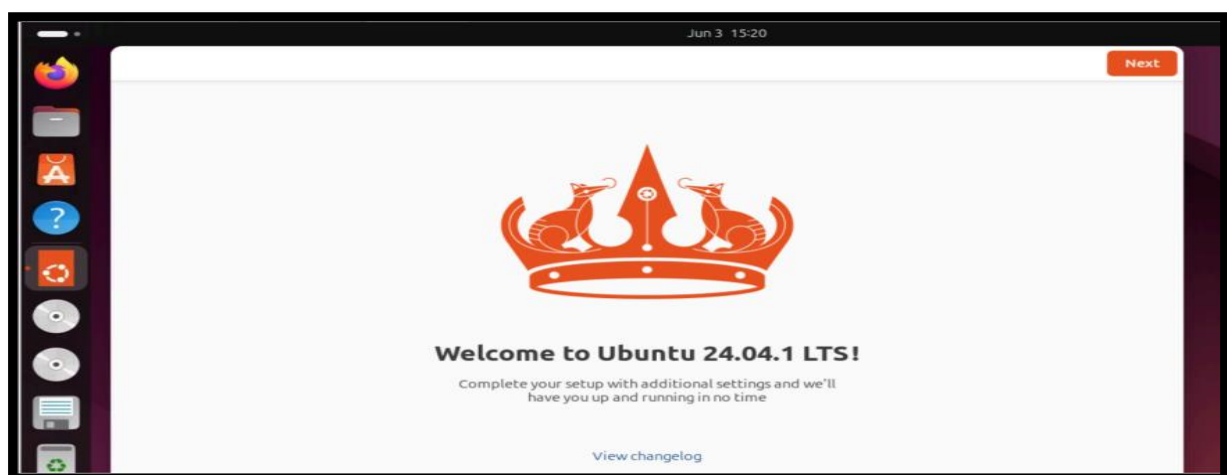 Jun 3 15:20
Next
Welcome to Ubuntu 24.04.1 LTS!
Complete your setup with additional settings and we'll
have you up and running in no time
View changelog